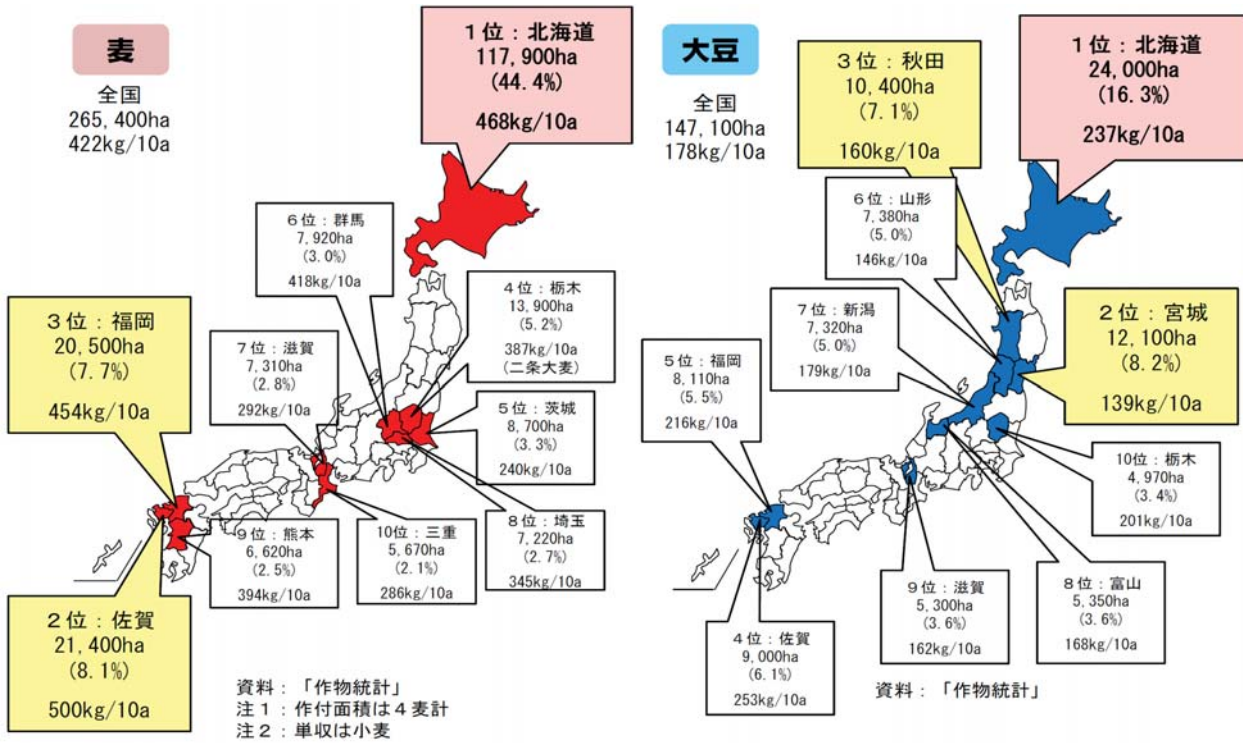 麦
全国
265,400ha
422kg/10a
1位：北海道
117,900ha
(44.4%)
468kg/10a
6位：群馬
7,920ha
(3.0%)
418kg/10a
4位：栃木
13,900ha
(5.2%)
387kg/10a
(二条大麦)
3位：福岡
20,500ha
(7.7%)
454kg/10a
7位：滋賀
7,310ha
(2.8%)
292kg/10a
5位：茨城
8,700ha
(3.3%)
240kg/10a
9位：熊本
6,620ha
(2.5%)
394kg/10a
10位：三重
5,670ha
(2.1%)
286kg/10a
8位：埼玉
7,220ha
(2.7%)
345kg/10a
2位：佐賀
21,400ha
(8.1%)
500kg/10a
資料：「作物統計」
注１：作付面積は４麦計
注２：単収は小麦
大豆
全国
147,100ha
178kg/10a
3位：秋田
10,400ha
(7.1%)
160kg/10a
1位：北海道
24,000ha
(16.3%)
237kg/10a
6位：山形
7,380ha
(5.0%)
146kg/10a
7位：新潟
7,320ha
(5.0%)
179kg/10a
2位：宮城
12,100ha
(8.2%)
139kg/10a
5位：福岡
8,110ha
(5.5%)
216kg/10a
10位：栃木
4,970ha
(3.4%)
201kg/10a
9位：滋賀
5,300ha
(3.6%)
162kg/10a
8位：富山
5,350ha
(3.6%)
168kg/10a
4位：佐賀
9,000ha
(6.1%)
253kg/10a
資料：「作物統計」